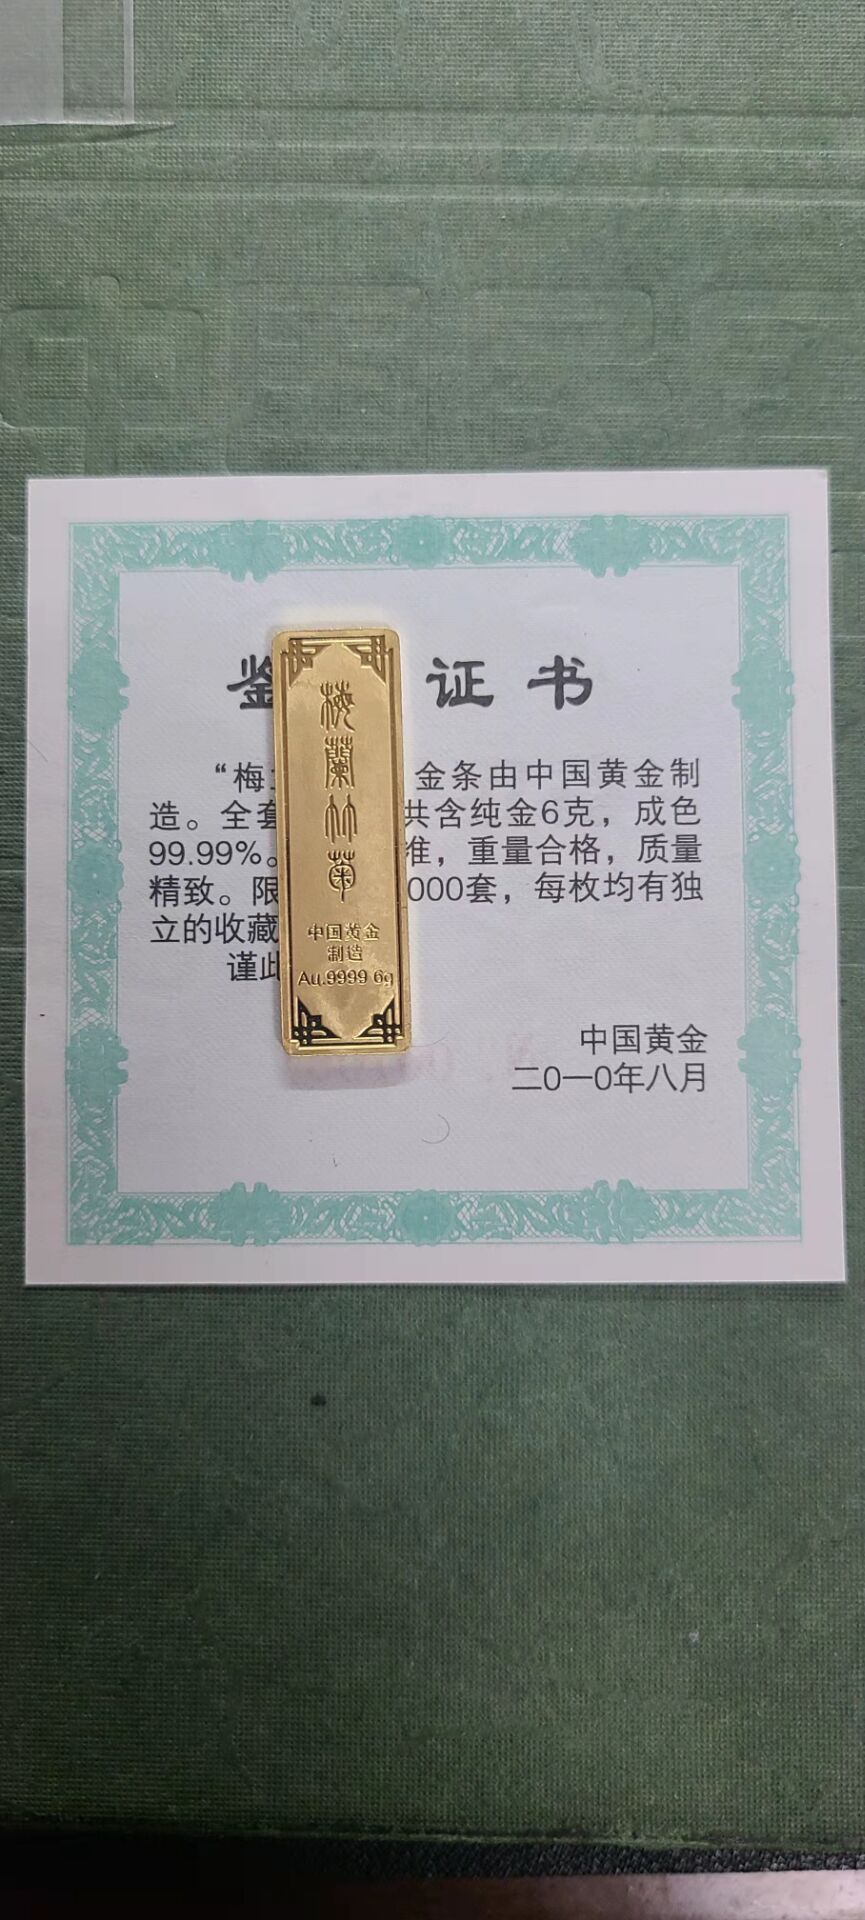 鉴 证书
“梅 金条由中国黄金制
造。全套 共含纯金6克，成色
99.99%。 准，重量合格，质量
精致。限 000套，每枚均有独
立的收藏
谨此
中国黄金
二0一0年八月
梅
蘭
竹
菊
中国黄金
制造
Au.9999 6g